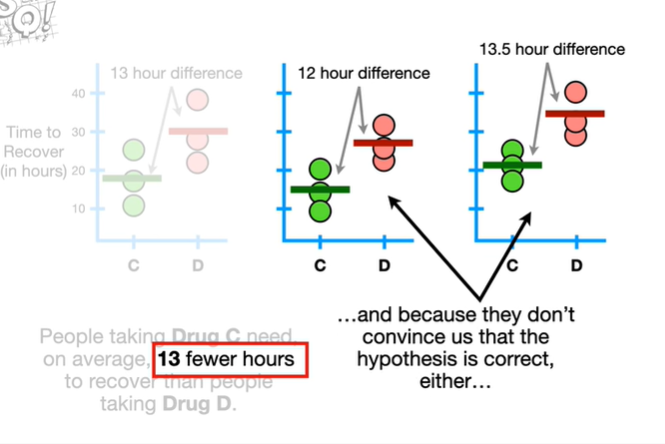 Q!
13.5 hour difference
13 hour difference
12 hour difference
40
Time to
30
Recover
(in hours)
20
10
C
D
C
D
C
D
People taking Drug C need,
on average, 13 fewer hours
to recover than people
taking Drug D.
…and because they don’t
convince us that the
hypothesis is correct,
either…